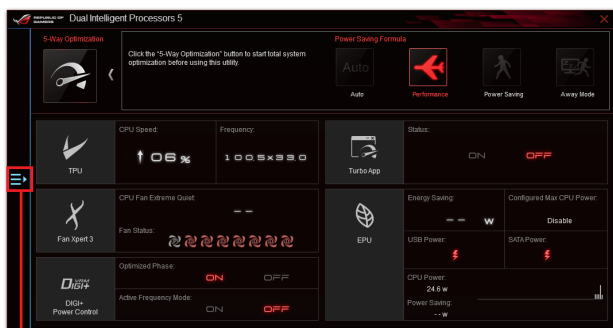 REPUBLIC OF
GAMERS
Dual Intelligent Processors 5
5-Way Optimization
Click the "5-Way Optimization" button to start total system
optimization before using this utility.
Power Saving Formula
Auto
Auto
Performance
Power Saving
Away Mode
TPU
CPU Speed:
06 %
Frequency:
100.5x33.0
Turbo App
Status:
ON OFF
Fan Xpert 3
CPU Fan Extreme Quiet:
--
Fan Status:
EPU
Energy Saving:
-- w
Configured Max CPU Power:
Disable
USB Power:
SATA Power:
CPU Power:
24.6 w
Power Saving:
-- w
DIGI+ VRM
DIGI+
Power Control
Optimized Phase:
ON OFF
Active Frequency Mode:
ON OFF